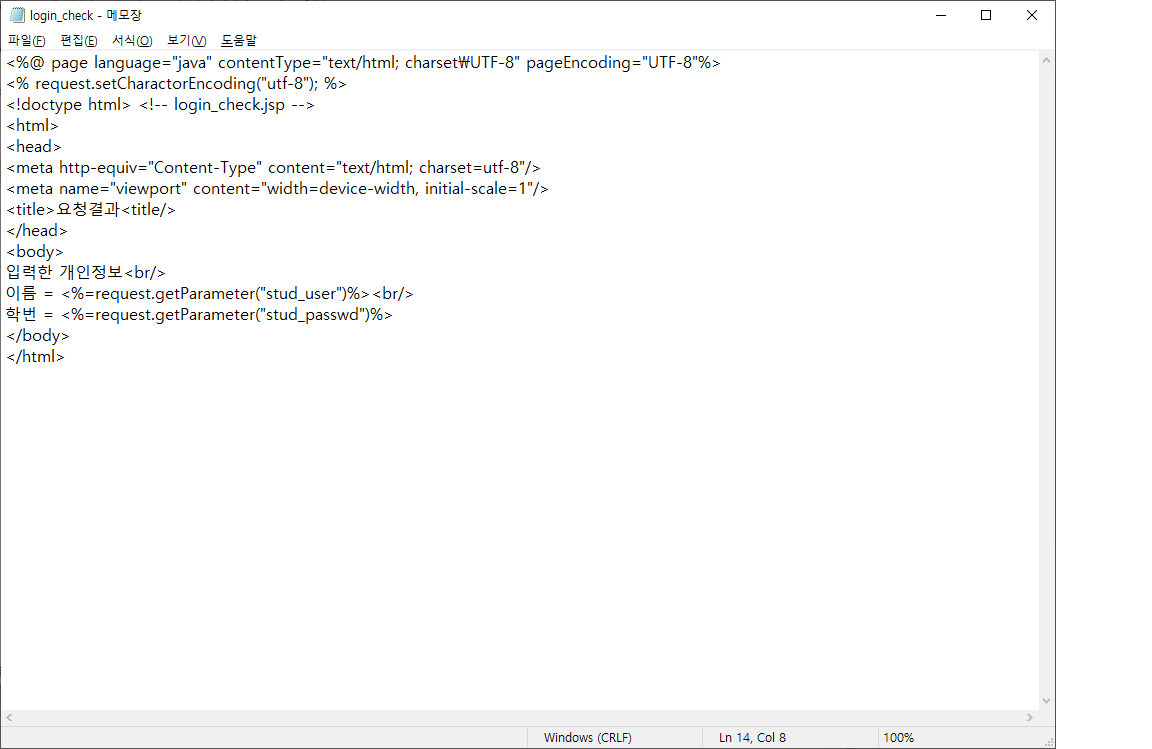 login_check - 메모장
파일(F) 편집(E) 서식(O) 보기(V) 도움말
<%@ page language="java" contentType="text/html; charset₩UTF-8" pageEncoding="UTF-8"%>
<% request.setCharactorEncoding("utf-8"); %>
<!doctype html> <!-- login_check.jsp -->
<html>
<head>
<meta http-equiv="Content-Type" content="text/html; charset=utf-8"/>
<meta name="viewport" content="width=device-width, initial-scale=1"/>
<title>요청결과<title/>
</head>
<body>
입력한 개인정보<br/>
이름 = <%=request.getParameter("stud_user")%><br/>
학번 = <%=request.getParameter("stud_passwd")%>
</body>
</html>
Windows (CRLF) Ln 14, Col 8 100%